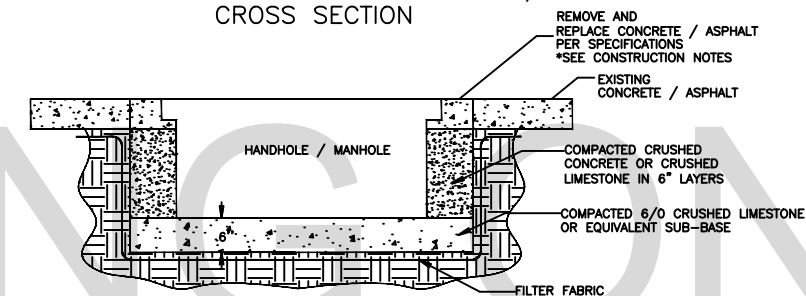 CROSS SECTION
REMOVE AND
REPLACE CONCRETE / ASPHALT
PER SPECIFICATIONS
*SEE CONSTRUCTION NOTES
EXISTING
CONCRETE / ASPHALT
HANDHOLE / MANHOLE
COMPACTED CRUSHED
CONCRETE OR CRUSHED
LIMESTONE IN 6" LAYERS
6"
COMPACTED 6/0 CRUSHED LIMESTONE
OR EQUIVALENT SUB-BASE
FILTER FABRIC
NG ON